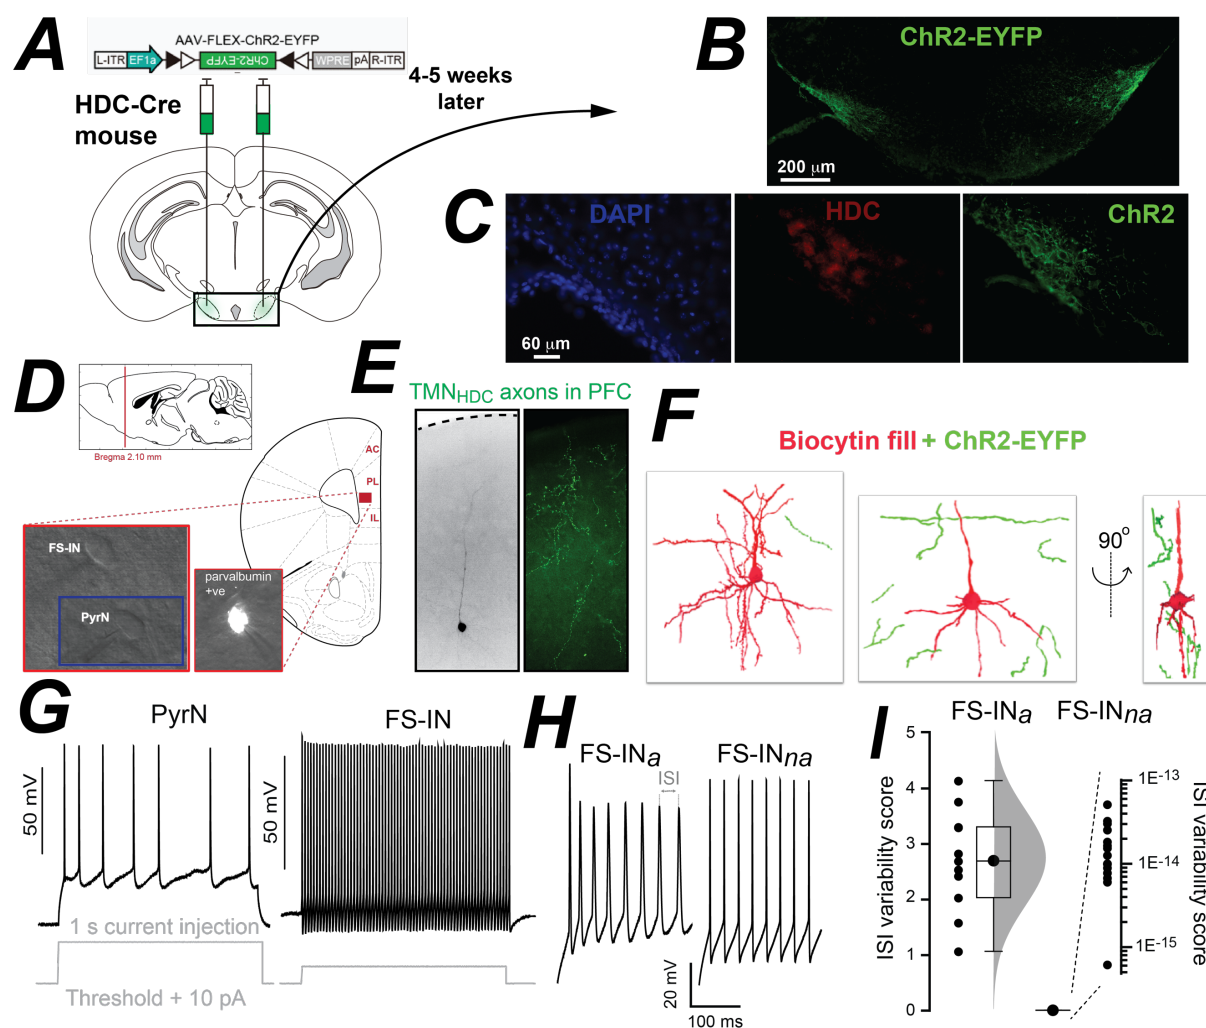 A
AAV-FLEX-ChR2-EYFP
L-ITR EF1a ChR2-EYFP WPRE pA R-ITR
HDC-Cre
mouse
4-5 weeks
later
B
ChR2-EYFP
200 µm
C
DAPI
HDC
ChR2
60 µm
D
Bregma 2.10 mm
AC
PL
IL
FS-IN
PyrN
parvalbumin
+ve
E
TMNHDC axons in PFC
F
Biocytin fill + ChR2-EYFP
90o
G
PyrN
FS-IN
50 mV
50 mV
1 s current injection
Threshold + 10 pA
H
FS-INa
FS-INna
ISI
20 mV
100 ms
I
FS-INa
FS-INna
ISI variability score
5
4
3
2
1
0
1E-13
1E-14
1E-15
ISI variability score